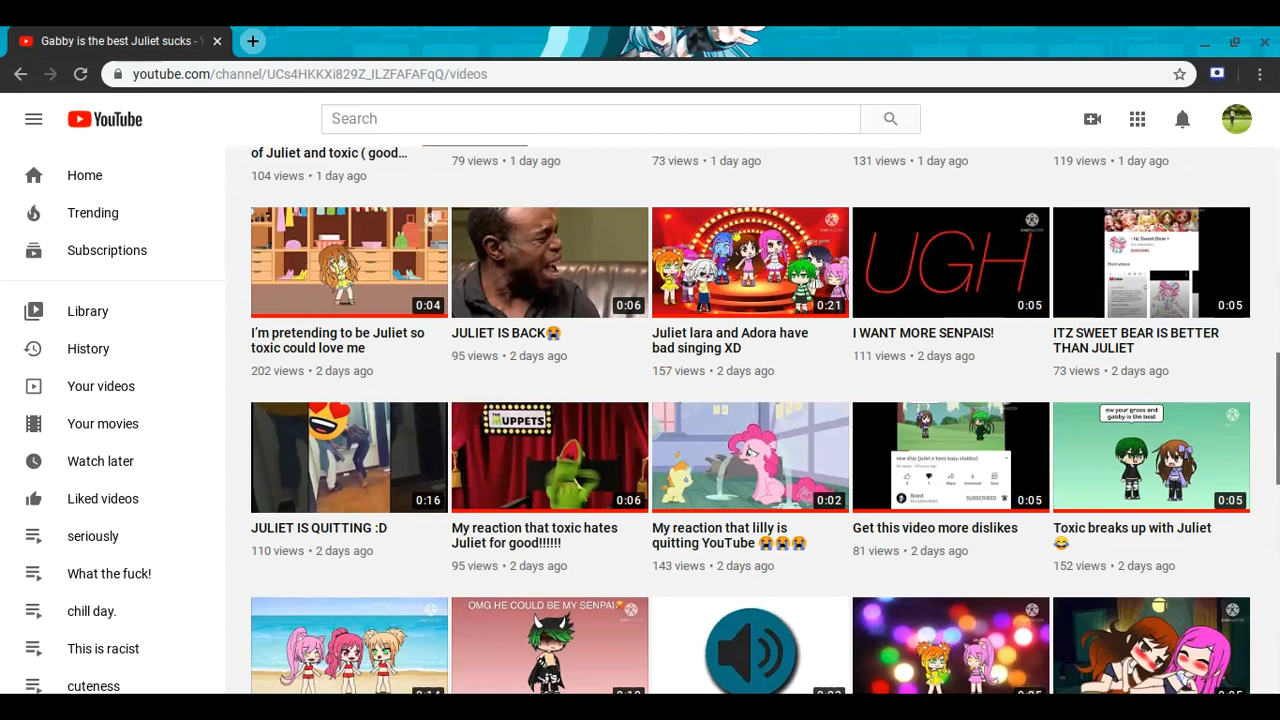 Gabby is the best Juliet sucks - Y
youtube.com/channel/UCs4HKKXi829Z_ILZFAFAFqQ/videos
YouTube
Search
Home
Trending
Subscriptions
Library
History
Your videos
Your movies
Watch later
Liked videos
seriously
What the fuck!
chill day.
This is racist
cuteness
of Juliet and toxic ( good...
104 views • 1 day ago
79 views • 1 day ago
73 views • 1 day ago
131 views • 1 day ago
119 views • 1 day ago
0:04
I'm pretending to be Juliet so
toxic could love me
202 views • 2 days ago
0:06
JULIET IS BACK😭
95 views • 2 days ago
0:21
Juliet lara and Adora have
bad singing XD
157 views • 2 days ago
UGH
0:05
I WANT MORE SENPAIS!
111 views • 2 days ago
0:05
ITZ SWEET BEAR IS BETTER
THAN JULIET
73 views • 2 days ago
0:16
JULIET IS QUITTING :D
110 views • 2 days ago
THE
MUPPETS
0:06
My reaction that toxic hates
Juliet for good!!!!!!
95 views • 2 days ago
0:02
My reaction that lilly is
quitting YouTube 😭😭😭
143 views • 2 days ago
new ship (juliet x toxic kaiju studios)
Boost
SUBSCRIBED
0:05
Get this video more dislikes
81 views • 2 days ago
ew your gross and
gabby is the best
0:05
Toxic breaks up with Juliet
😂
152 views • 2 days ago
OMG HE COULD BE MY SENPAI